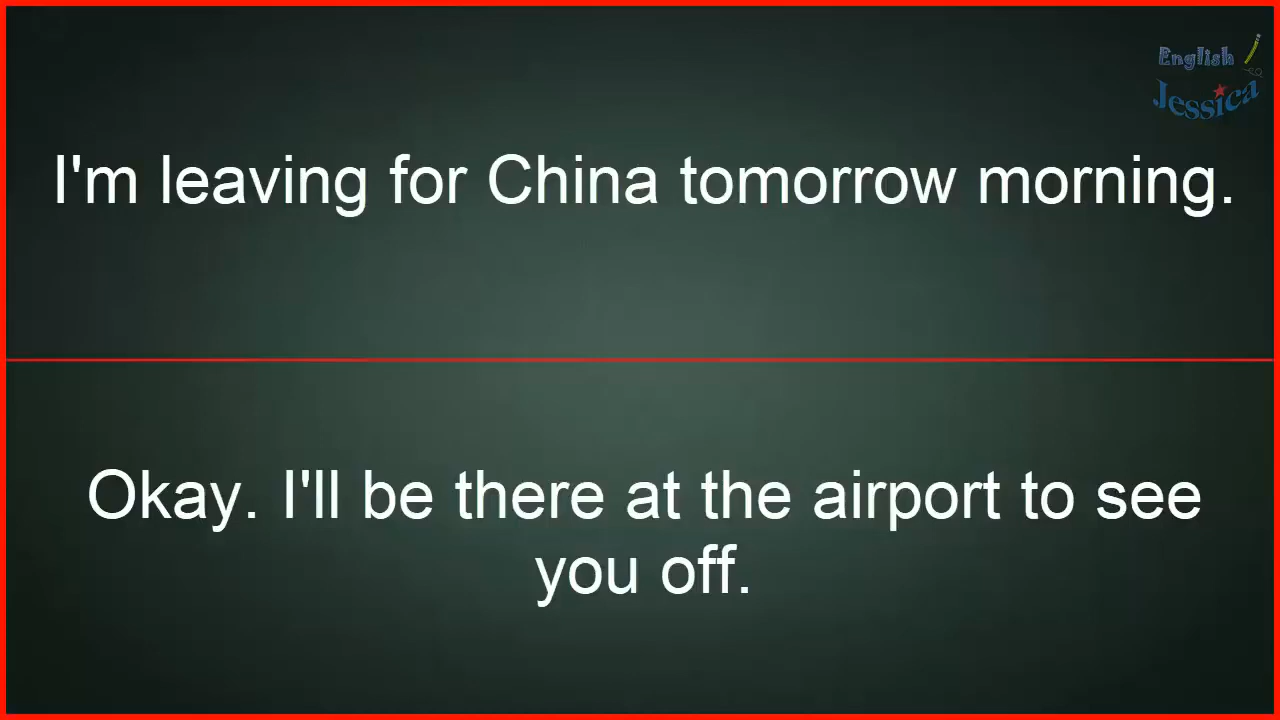 English
Jessica
I'm leaving for China tomorrow morning.
Okay. I'll be there at the airport to see
you off.